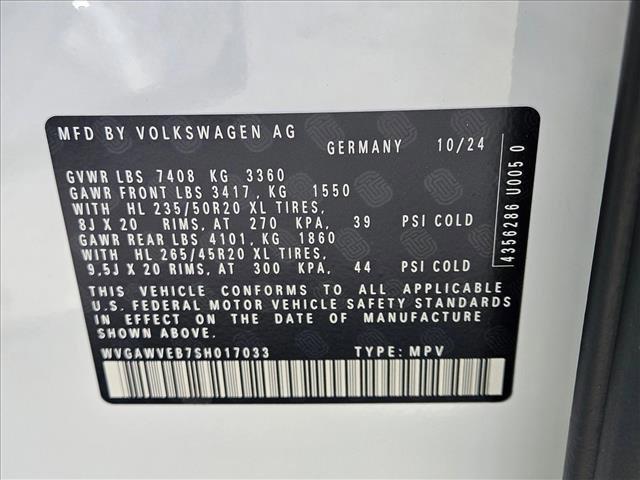 MFD BY VOLKSWAGEN AG
GERMANY 10/24
GVWR LBS 7408 KG 3360
GAWR FRONT LBS 3417, KG 1550
WITH HL 235/50R20 XL TIRES,
8J X 20 RIMS, AT 270 KPA, 39 PSI COLD
GAWR REAR LBS 4101, KG 1860
WITH HL 265/45R20 XL TIRES,
9,5J X 20 RIMS, AT 300 KPA, 44 PSI COLD
THIS VEHICLE CONFORMS TO ALL APPLICABLE
U.S. FEDERAL MOTOR VEHICLE SAFETY STANDARDS
IN EFFECT ON THE DATE OF MANUFACTURE
SHOWN ABOVE.
WVGAWVEB7SH017033 TYPE: MPV
4356286 U005 0